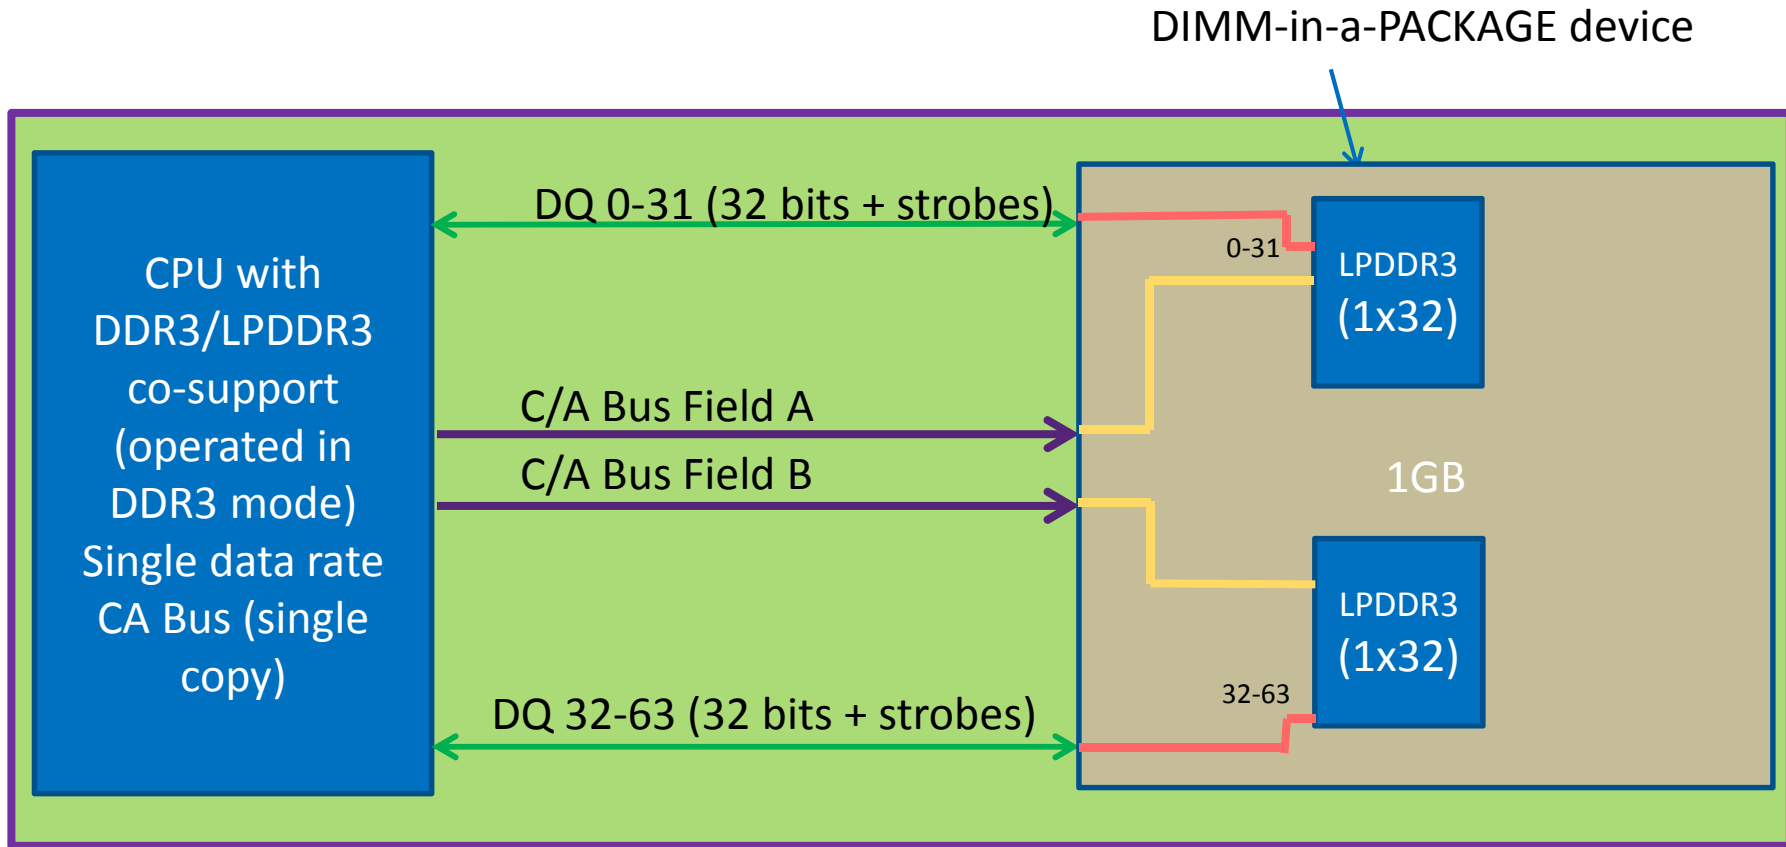 DIMM-in-a-PACKAGE device
CPU with
DDR3/LPDDR3
co-support
(operated in
DDR3 mode)
Single data rate
CA Bus (single
copy)
DQ 0-31 (32 bits + strobes)
C/A Bus Field A
C/A Bus Field B
DQ 32-63 (32 bits + strobes)
0-31
LPDDR3
(1x32)
1GB
LPDDR3
(1x32)
32-63